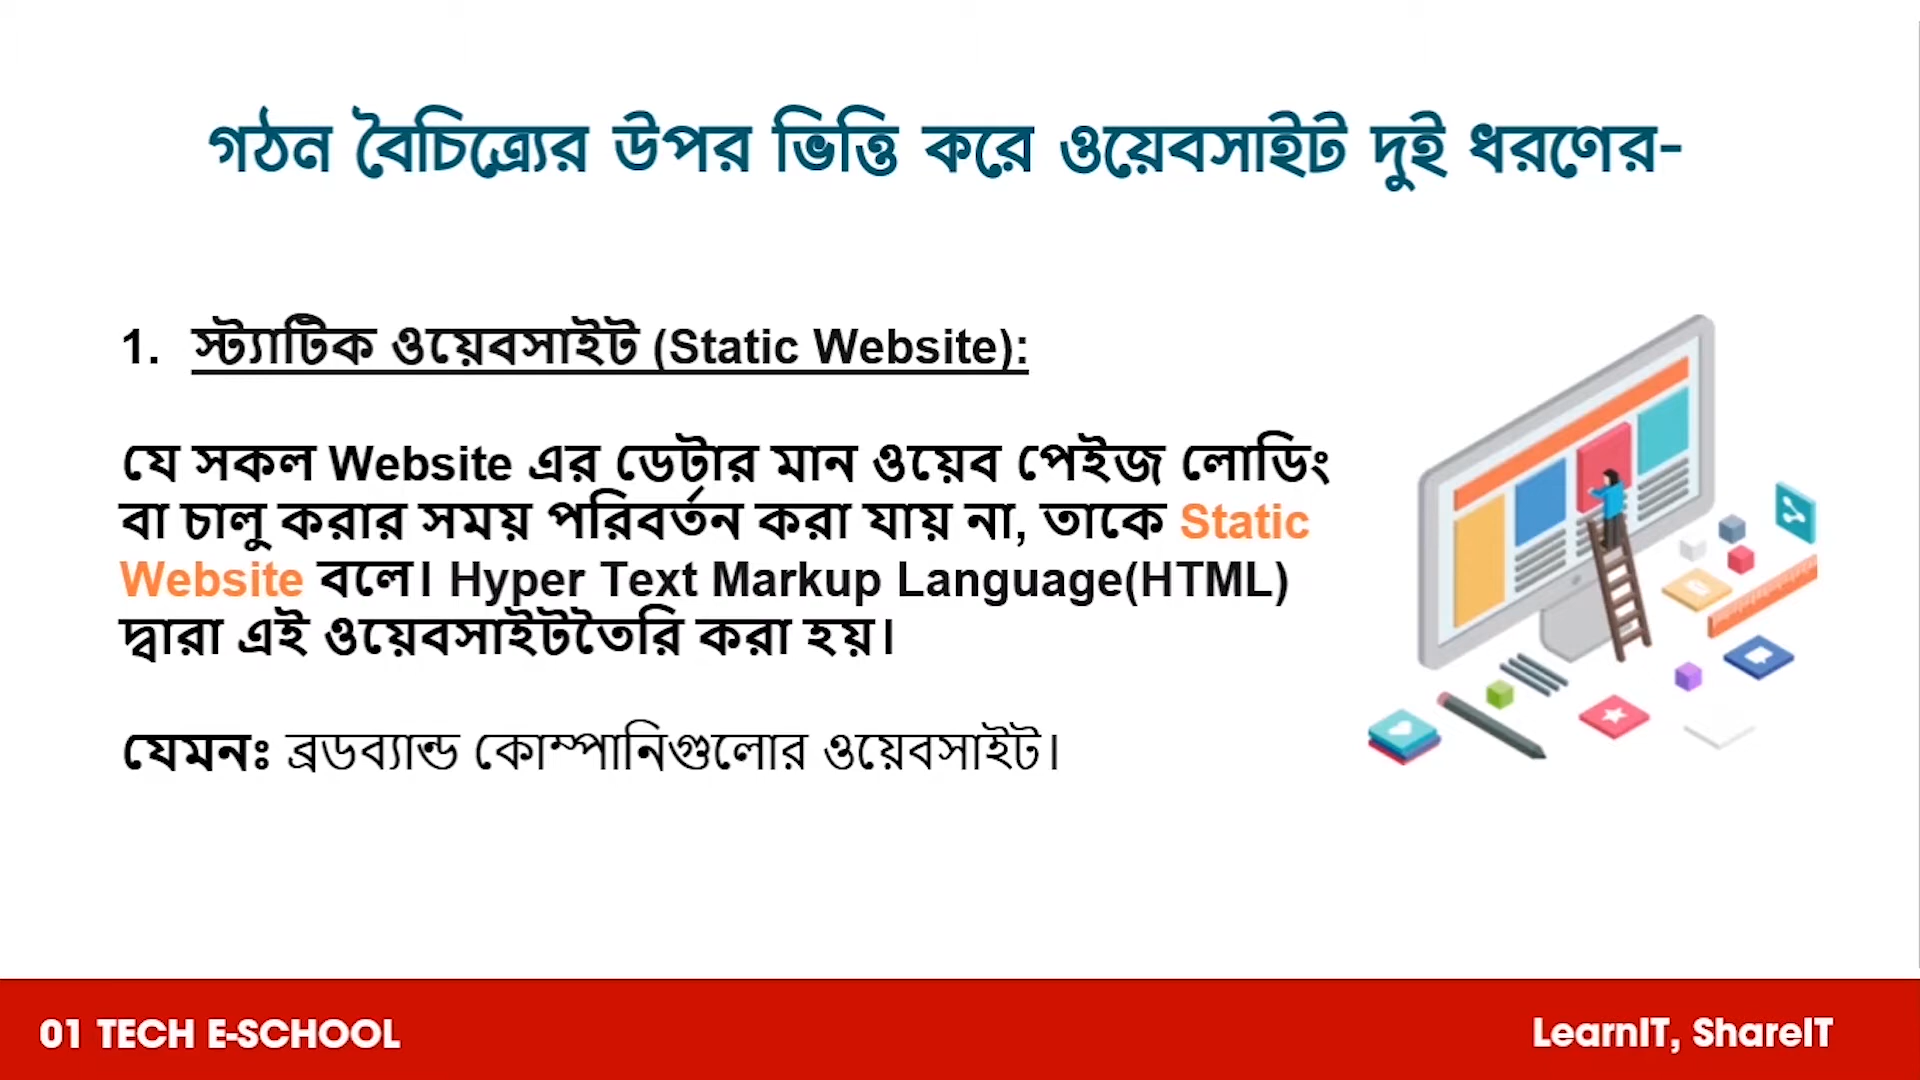 গঠন বৈচিত্র্যের উপর ভিত্তি করে ওয়েবসাইট দুই ধরণের-
1. স্ট্যাটিক ওয়েবসাইট (Static Website):
যে সকল Website এর ডেটার মান ওয়েব পেইজ লোডিং
বা চালু করার সময় পরিবর্তন করা যায় না, তাকে Static
Website বলে। Hyper Text Markup Language(HTML)
দ্বারা এই ওয়েবসাইটতৈরি করা হয়।
যেমনঃ ব্রডব্যান্ড কোম্পানিগুলোর ওয়েবসাইট।
01 TECH E-SCHOOL
LearnIT, ShareIT